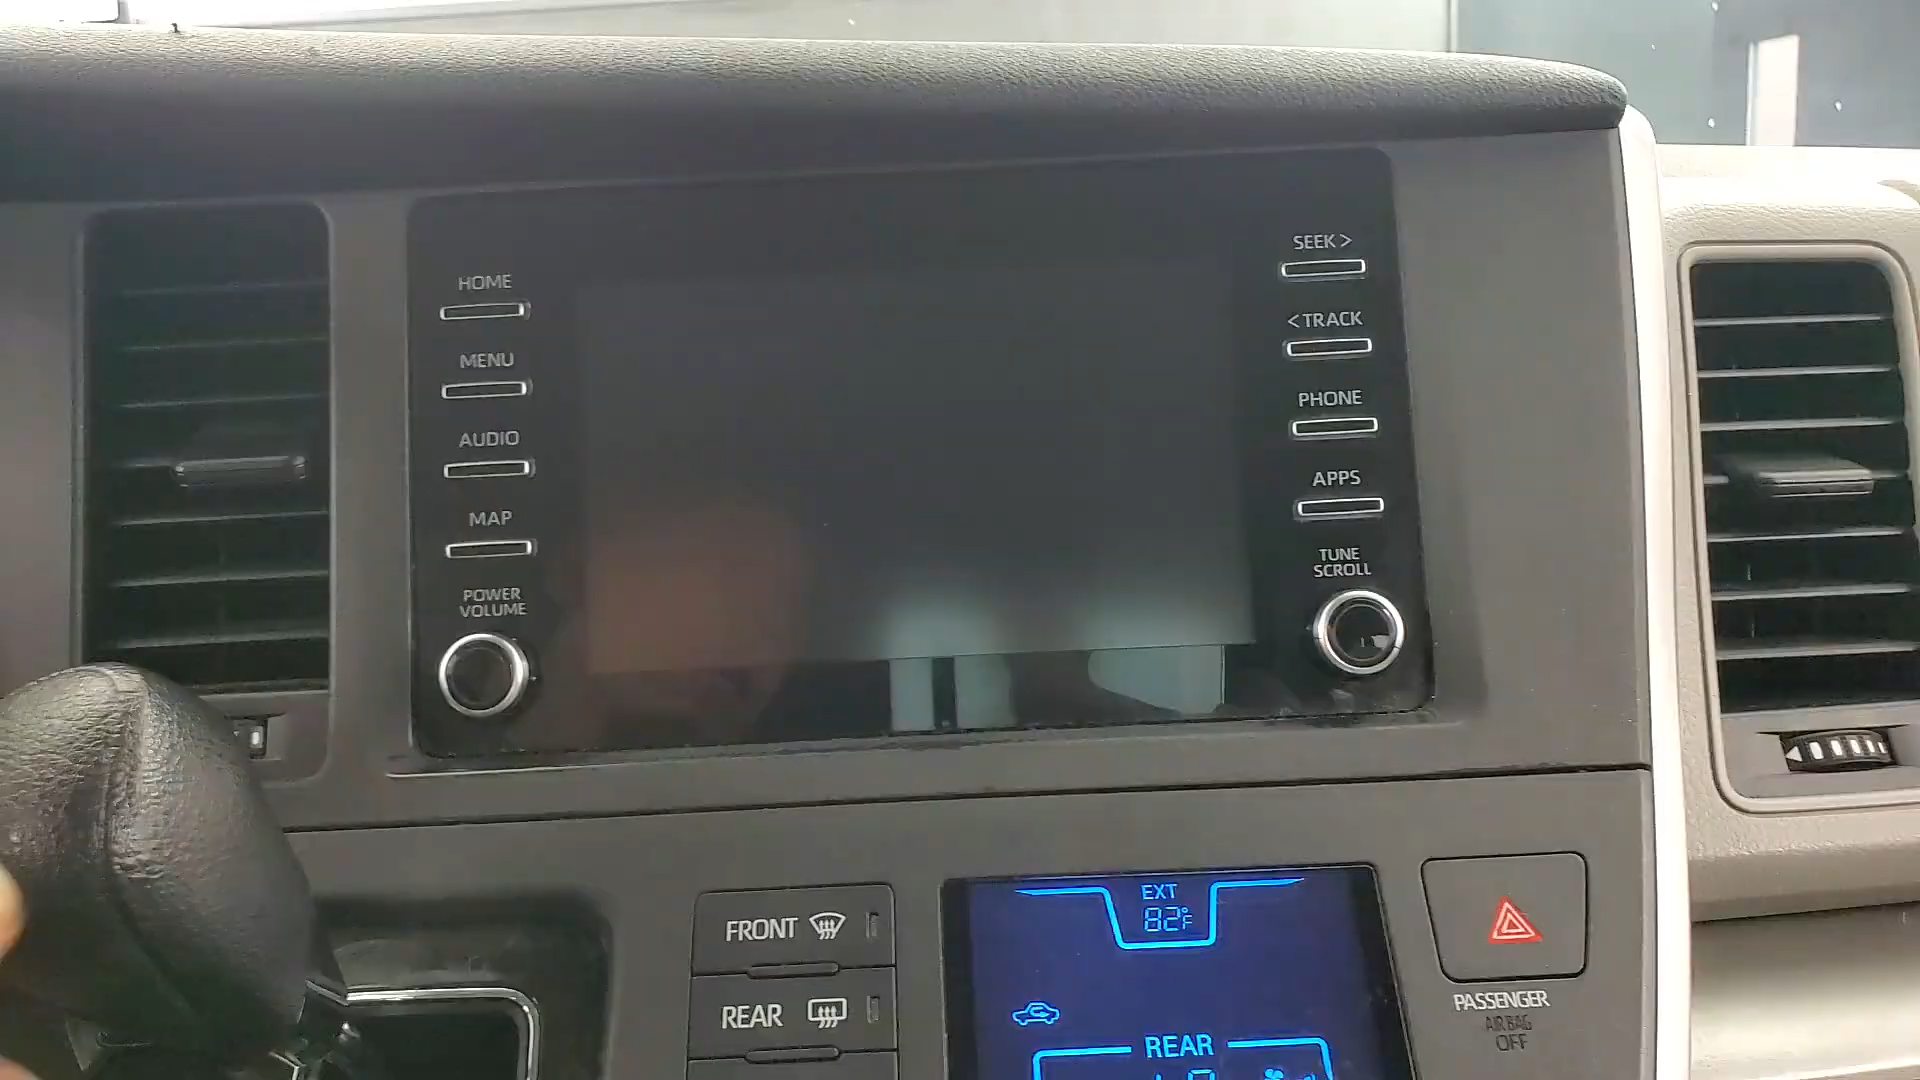 HOME
MENU
AUDIO
MAP
POWER
VOLUME
SEEK >
< TRACK
PHONE
APPS
TUNE
SCROLL
FRONT
REAR
EXT
82°F
REAR
PASSENGER
AIRBAG
OFF